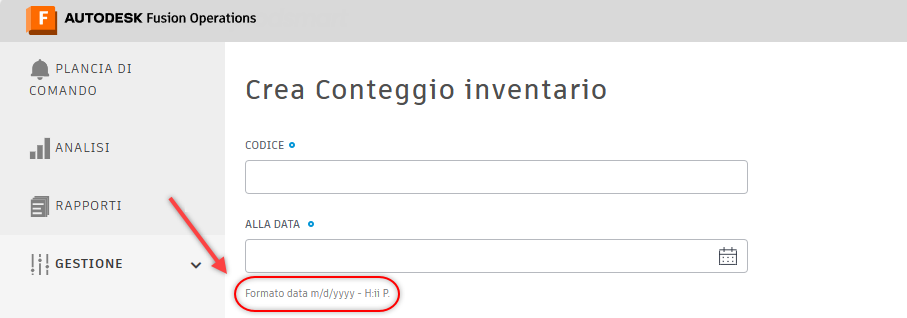 F AUTODESK Fusion Operations
PLANCIA DI
COMANDO
ANALISI
RAPPORTI
GESTIONE
Crea Conteggio inventario
CODICE
ALLA DATA
Formato data m/d/yyyy - H:ii P.